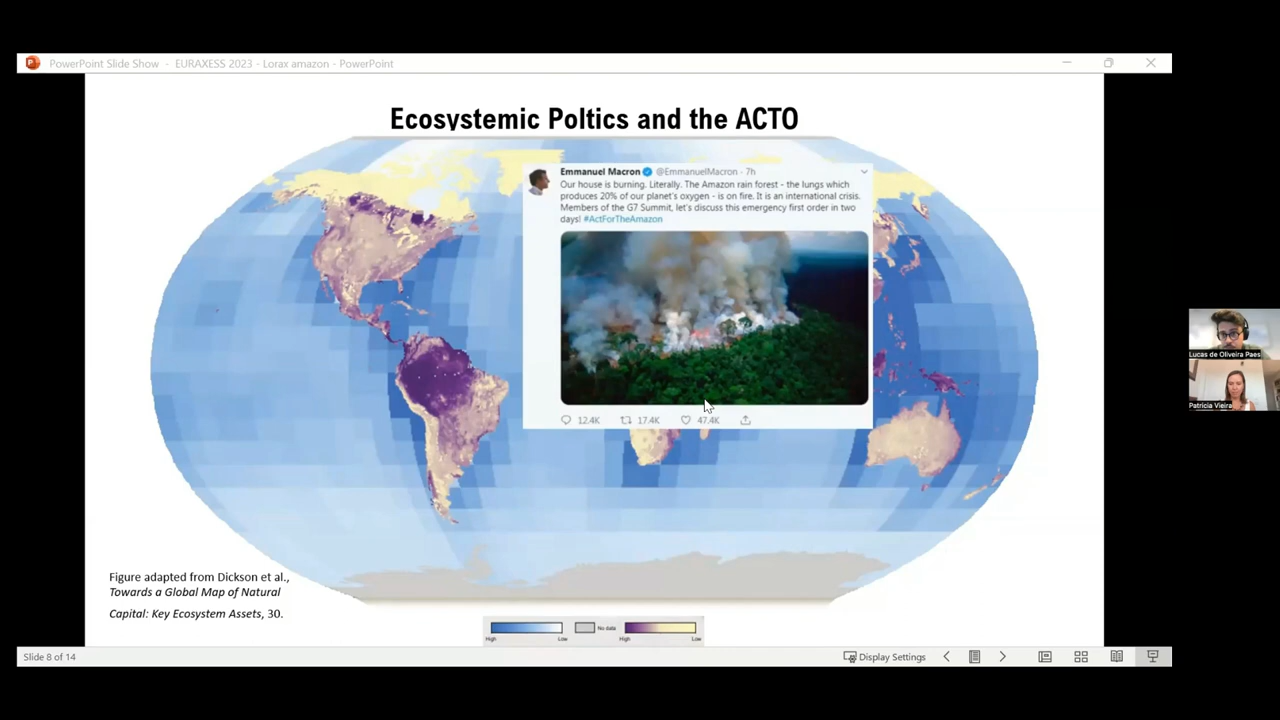 PowerPoint Slide Show - EURAXESS 2023 - Lorax amazon - PowerPoint
Ecosystemic Poltics and the ACTO
Emmanuel Macron @EmmanuelMacron · 7h
Our house is burning. Literally. The Amazon rain forest - the lungs which
produces 20% of our planet's oxygen - is on fire. It is an international crisis.
Members of the G7 Summit, let's discuss this emergency first order in two
days! #ActForTheAmazon
12.4K 17.4K 47.4K
Lucas de Oliveira Paes
Patricia Vieira
Figure adapted from Dickson et al.,
Towards a Global Map of Natural
Capital: Key Ecosystem Assets, 30.
High Low No data High Low
Slide 8 of 14
Display Settings